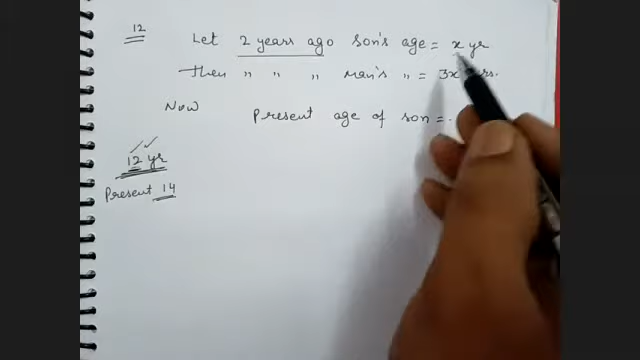 12
Let 2 years ago son's age = x yr
Then " " " Man's " = 3x yrs.
Now Present age of son =
12 yr
Present 14